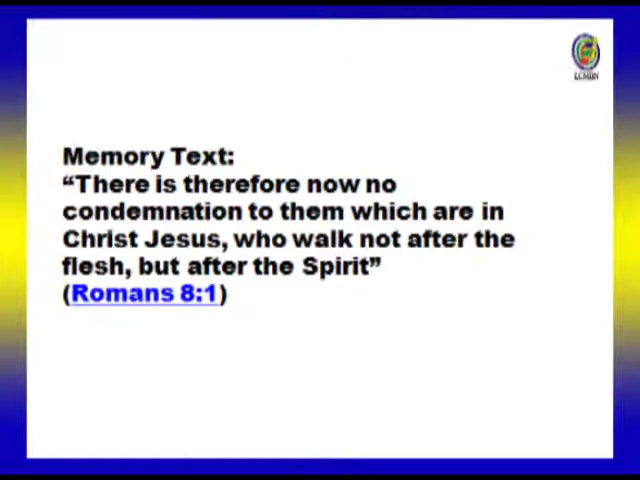 LCMBN
Memory Text:
“There is therefore now no
condemnation to them which are in
Christ Jesus, who walk not after the
flesh, but after the Spirit”
(Romans 8:1)